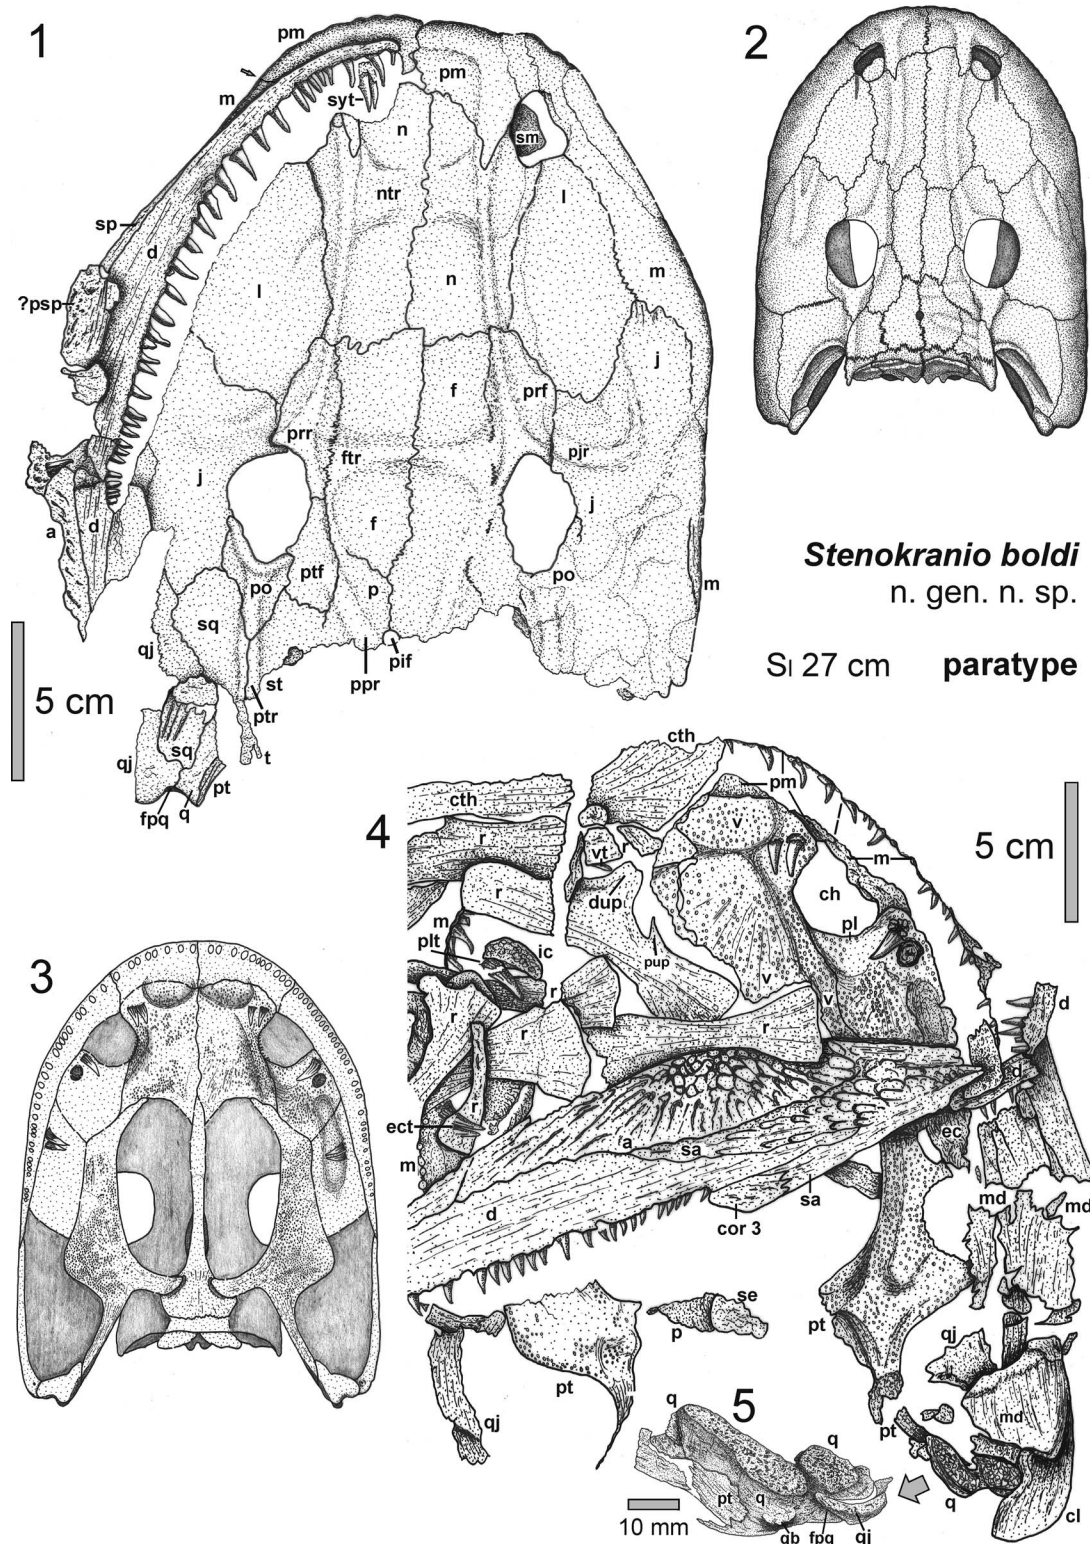 1
pm
pm
m
syt
n
sm
ntr
l
sp
d
l
n
m
?psp
j
f
prf
prr
ftr
pjr
j
j
a
d
f
po
ptf
p
po
m
sq
qj
st
ppr
pif
ptr
5 cm
sq
t
qj
pt
fpq
q
2
Stenokranio boldi
n. gen. n. sp.
Sl 27 cm paratype
3
4
cth
cth
pm
v
r
vt
r
m
5 cm
r
dup
ch
m
plt
ic
pl
pup
r
v
v
d
r
r
r
d
r
ect
a
sa
ec
m
sa
md
md
d
cor 3
se
p
pt
qj
pt
qj
md
pt
q
cl
5
q
q
pt
q
10 mm
qb
fpq
qj